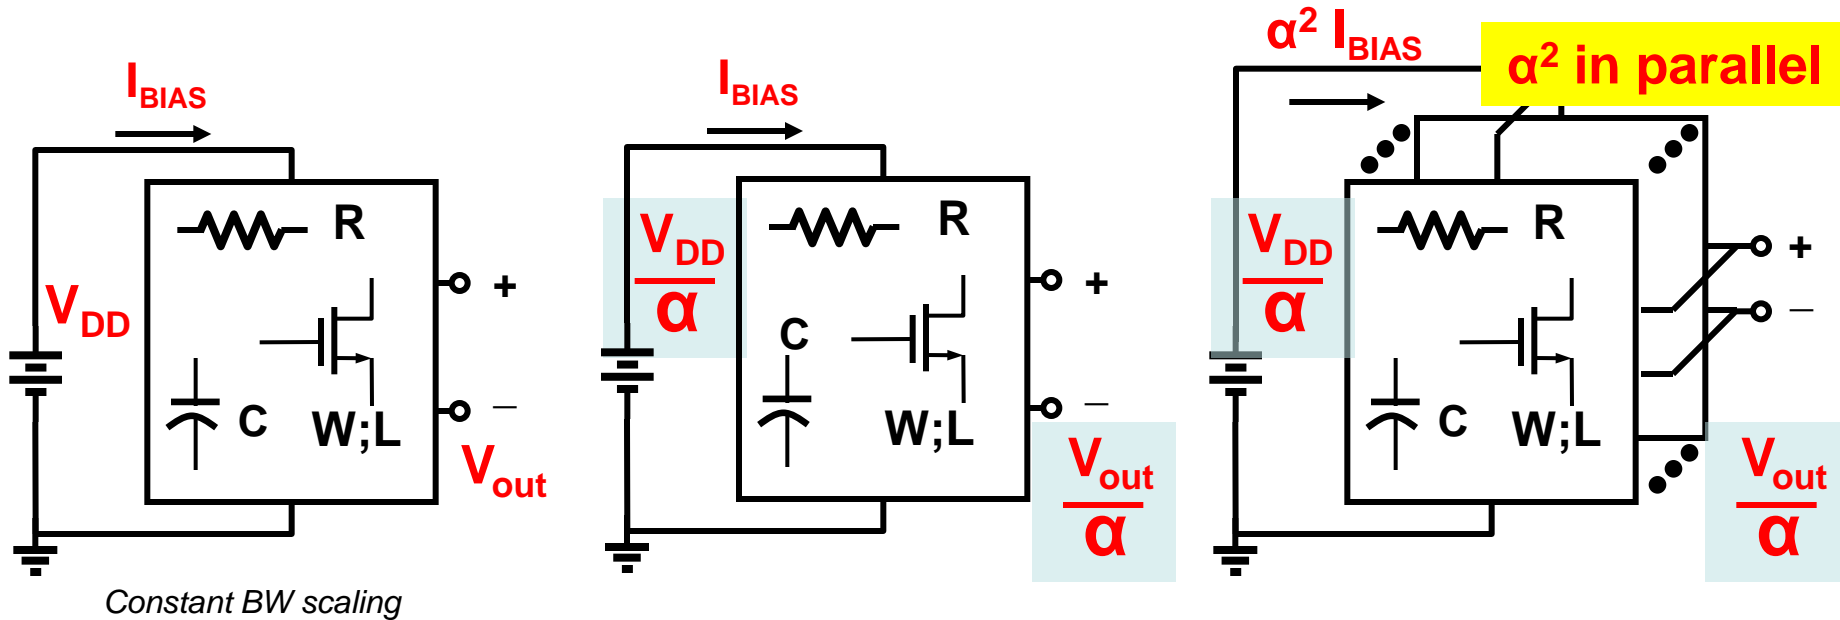 I_BIAS
V_DD
R
C
W;L
+
–
V_out
Constant BW scaling
I_BIAS
V_DD
α
R
C
W;L
+
–
V_out
α
α² I_BIAS
α² in parallel
V_DD
α
R
C
W;L
+
–
V_out
α